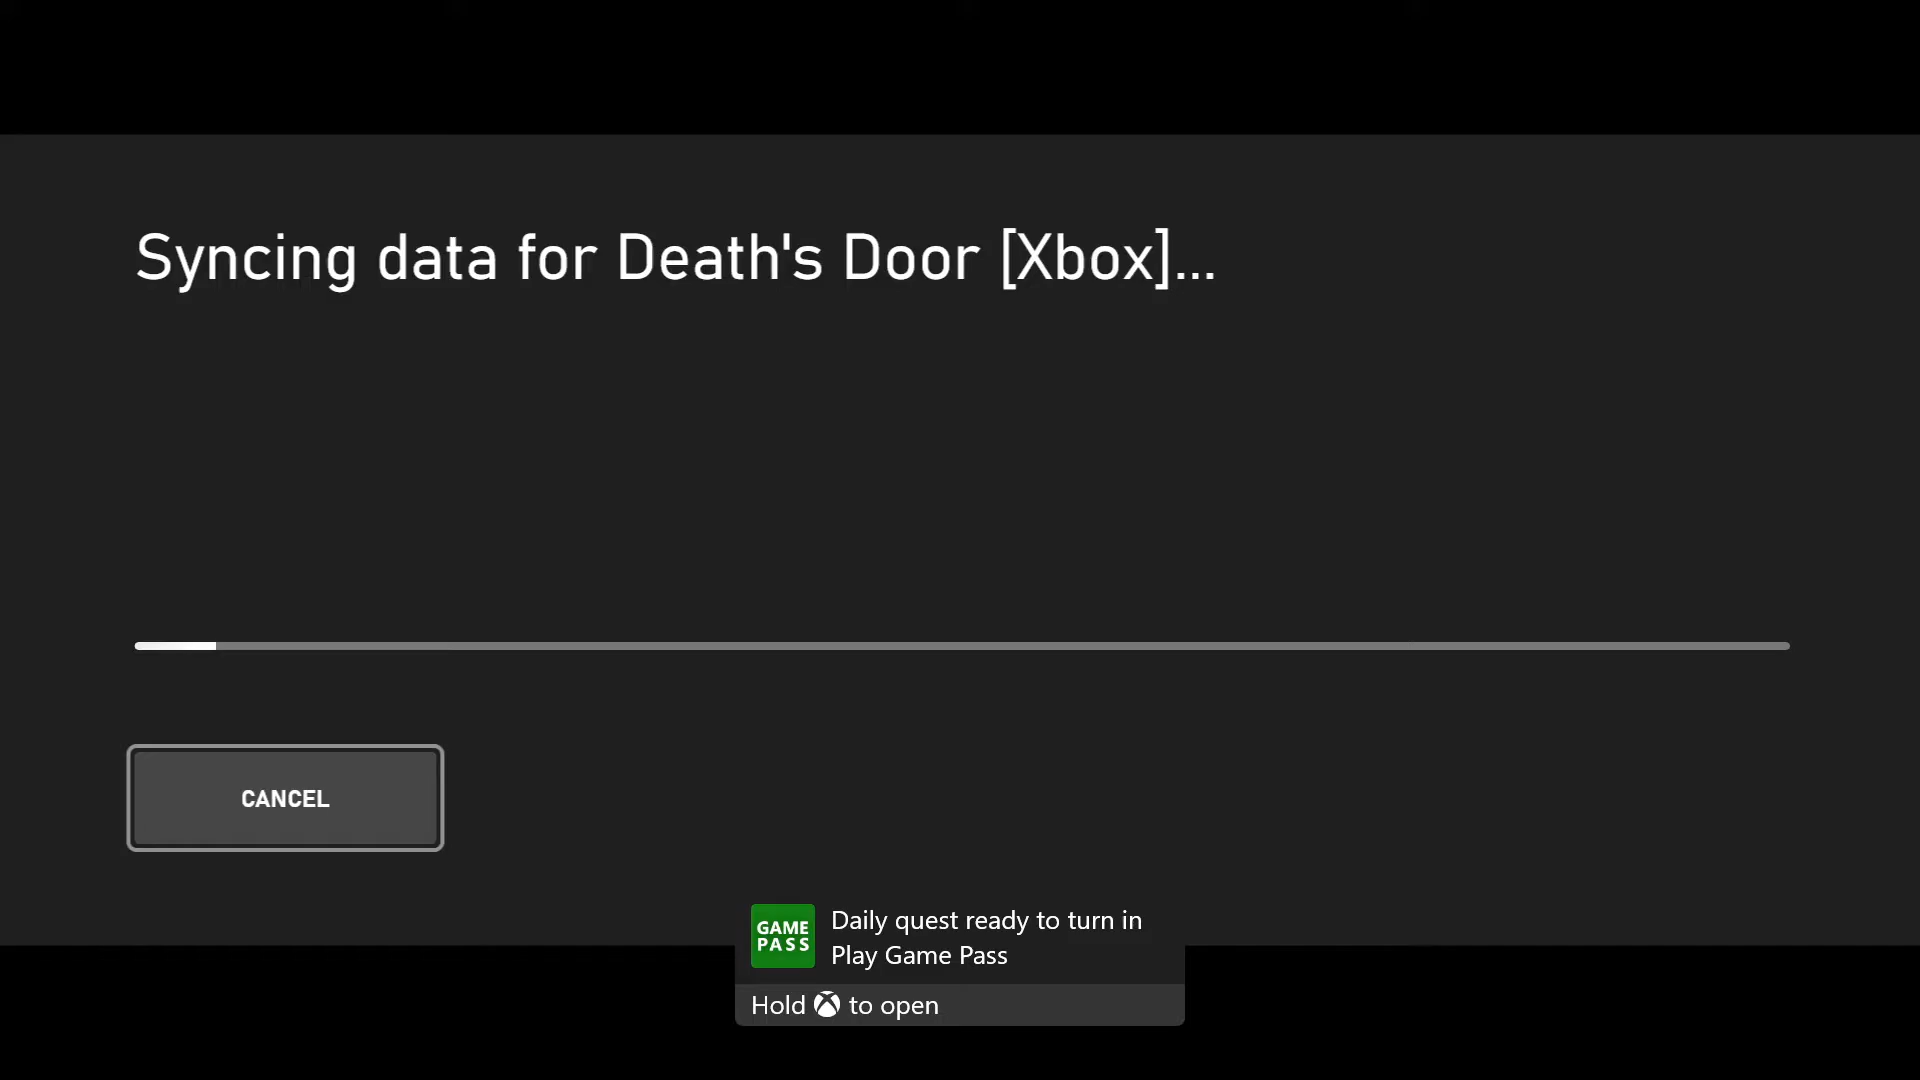 Syncing data for Death's Door [Xbox]...
CANCEL
GAME
PASS
Daily quest ready to turn in
Play Game Pass
Hold to open